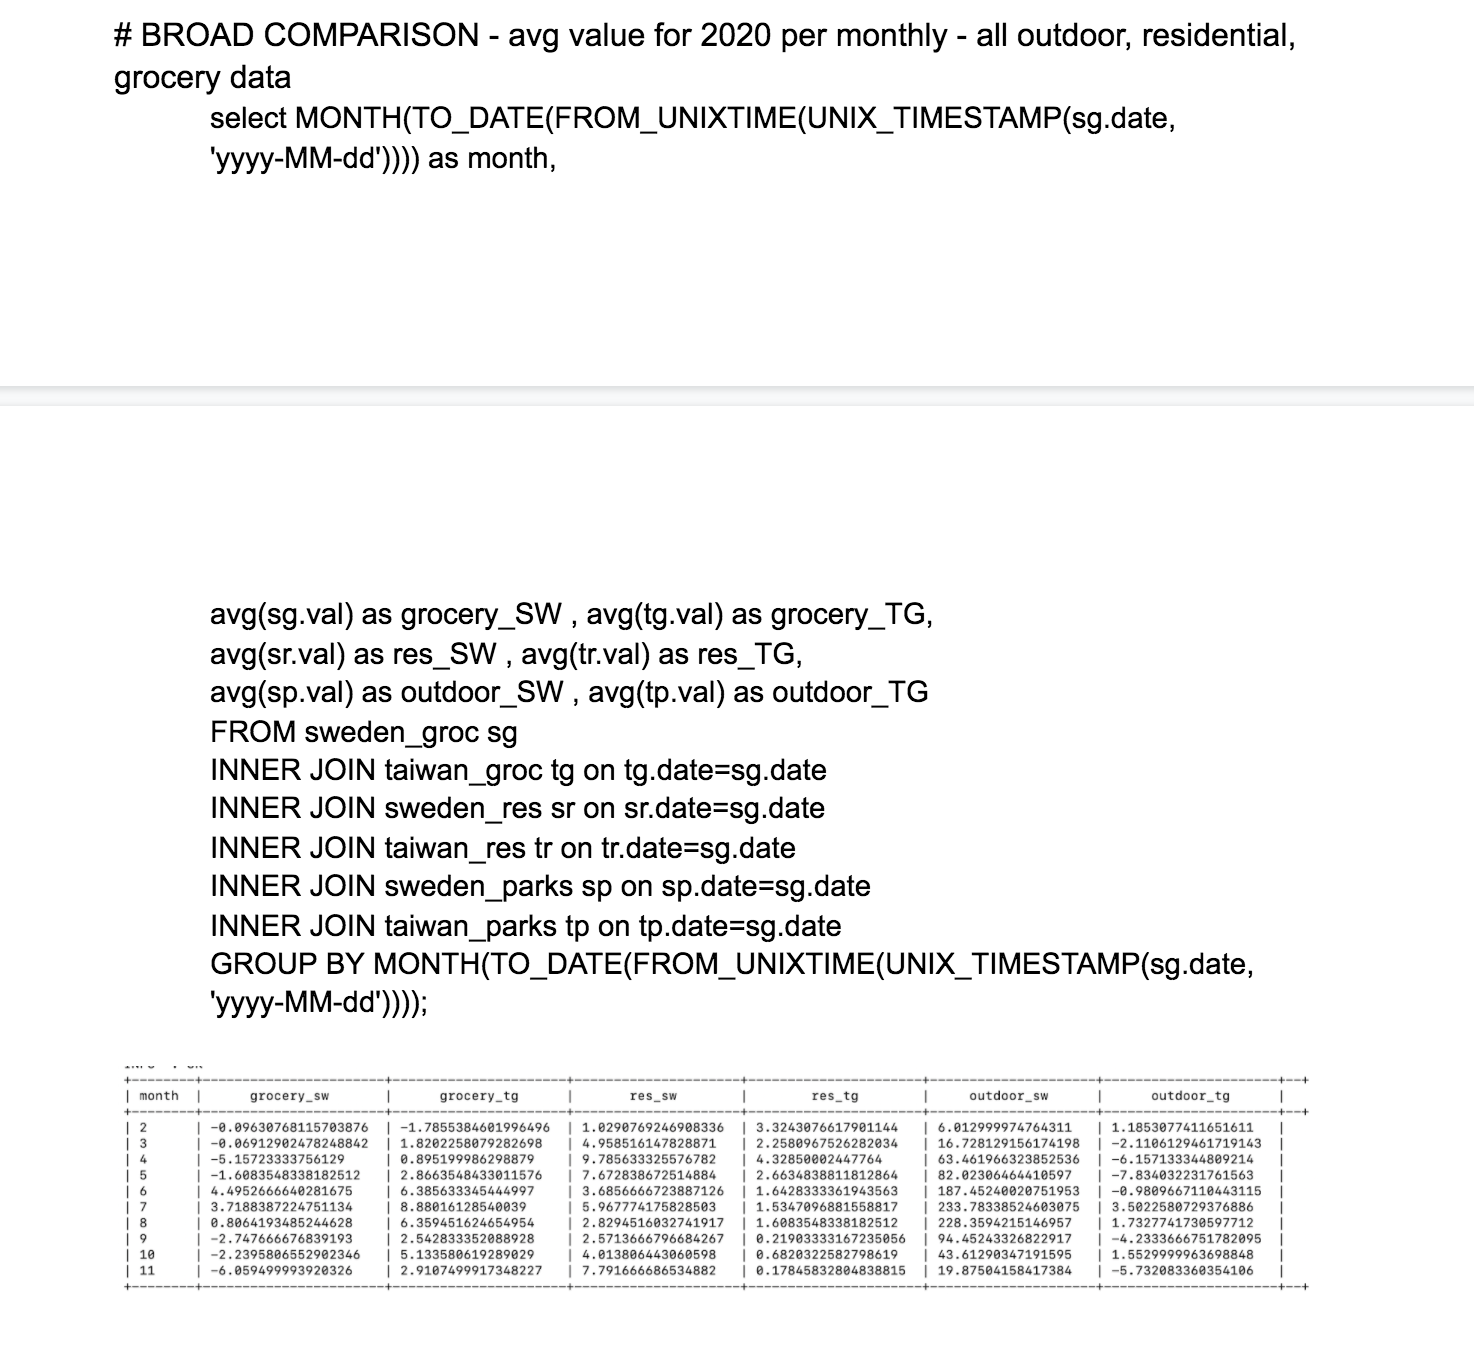 # BROAD COMPARISON - avg value for 2020 per monthly - all outdoor, residential,
grocery data
select MONTH(TO_DATE(FROM_UNIXTIME(UNIX_TIMESTAMP(sg.date,
'yyyy-MM-dd')))) as month,
avg(sg.val) as grocery_SW , avg(tg.val) as grocery_TG,
avg(sr.val) as res_SW , avg(tr.val) as res_TG,
avg(sp.val) as outdoor_SW , avg(tp.val) as outdoor_TG
FROM sweden_groc sg
INNER JOIN taiwan_groc tg on tg.date=sg.date
INNER JOIN sweden_res sr on sr.date=sg.date
INNER JOIN taiwan_res tr on tr.date=sg.date
INNER JOIN sweden_parks sp on sp.date=sg.date
INNER JOIN taiwan_parks tp on tp.date=sg.date
GROUP BY MONTH(TO_DATE(FROM_UNIXTIME(UNIX_TIMESTAMP(sg.date,
'yyyy-MM-dd'))));
| month | grocery_sw | grocery_tg | res_sw | res_tg | outdoor_sw | outdoor_tg |
| 2 | -0.09630768115703876 | -1.7855384601996496 | 1.0290769246908336 | 3.3243076617901144 | 6.012999974764311 | 1.185307741165161 |
| 3 | -0.06912902478248842 | 1.8202258079282698 | 4.958516147828871 | 2.2580967526282034 | 16.728129156174198 | -2.1106129461719143 |
| 4 | -5.15723333756129 | 0.895199986298879 | 9.785633325576782 | 4.32850002447764 | 63.461966323852536 | -6.157133344809214 |
| 5 | -1.6083548338182512 | 2.8663548433011576 | 7.672838672514884 | 2.6634838811812864 | 82.02306464410597 | -7.834032231761563 |
| 6 | 4.4952666640281675 | 6.385633345444997 | 3.6856666723887126 | 1.6428333361943563 | 187.45240020751953 | -0.9809667110443115 |
| 7 | 3.7188387224751134 | 8.88016128540039 | 5.967774175828503 | 1.5347096881558817 | 233.78338524603075 | 3.5022580729376886 |
| 8 | 0.8064193485244628 | 6.359451624654954 | 2.8294516032741917 | 1.6083548338182512 | 228.3594215146957 | 1.7327741730597712 |
| 9 | -2.747666676839193 | 2.542833352088928 | 2.5713666796684267 | 0.21903333167235056 | 94.45243326822917 | -4.2333666751782095 |
| 10 | -2.2395806552902346 | 5.133580619289029 | 4.013806443060598 | 0.6820322582798619 | 43.61290347191595 | 1.5529999963698848 |
| 11 | -6.059499993920326 | 2.9107499917348227 | 7.791666686534882 | 0.17845832804838815 | 19.87504158417384 | -5.732083360354106 |